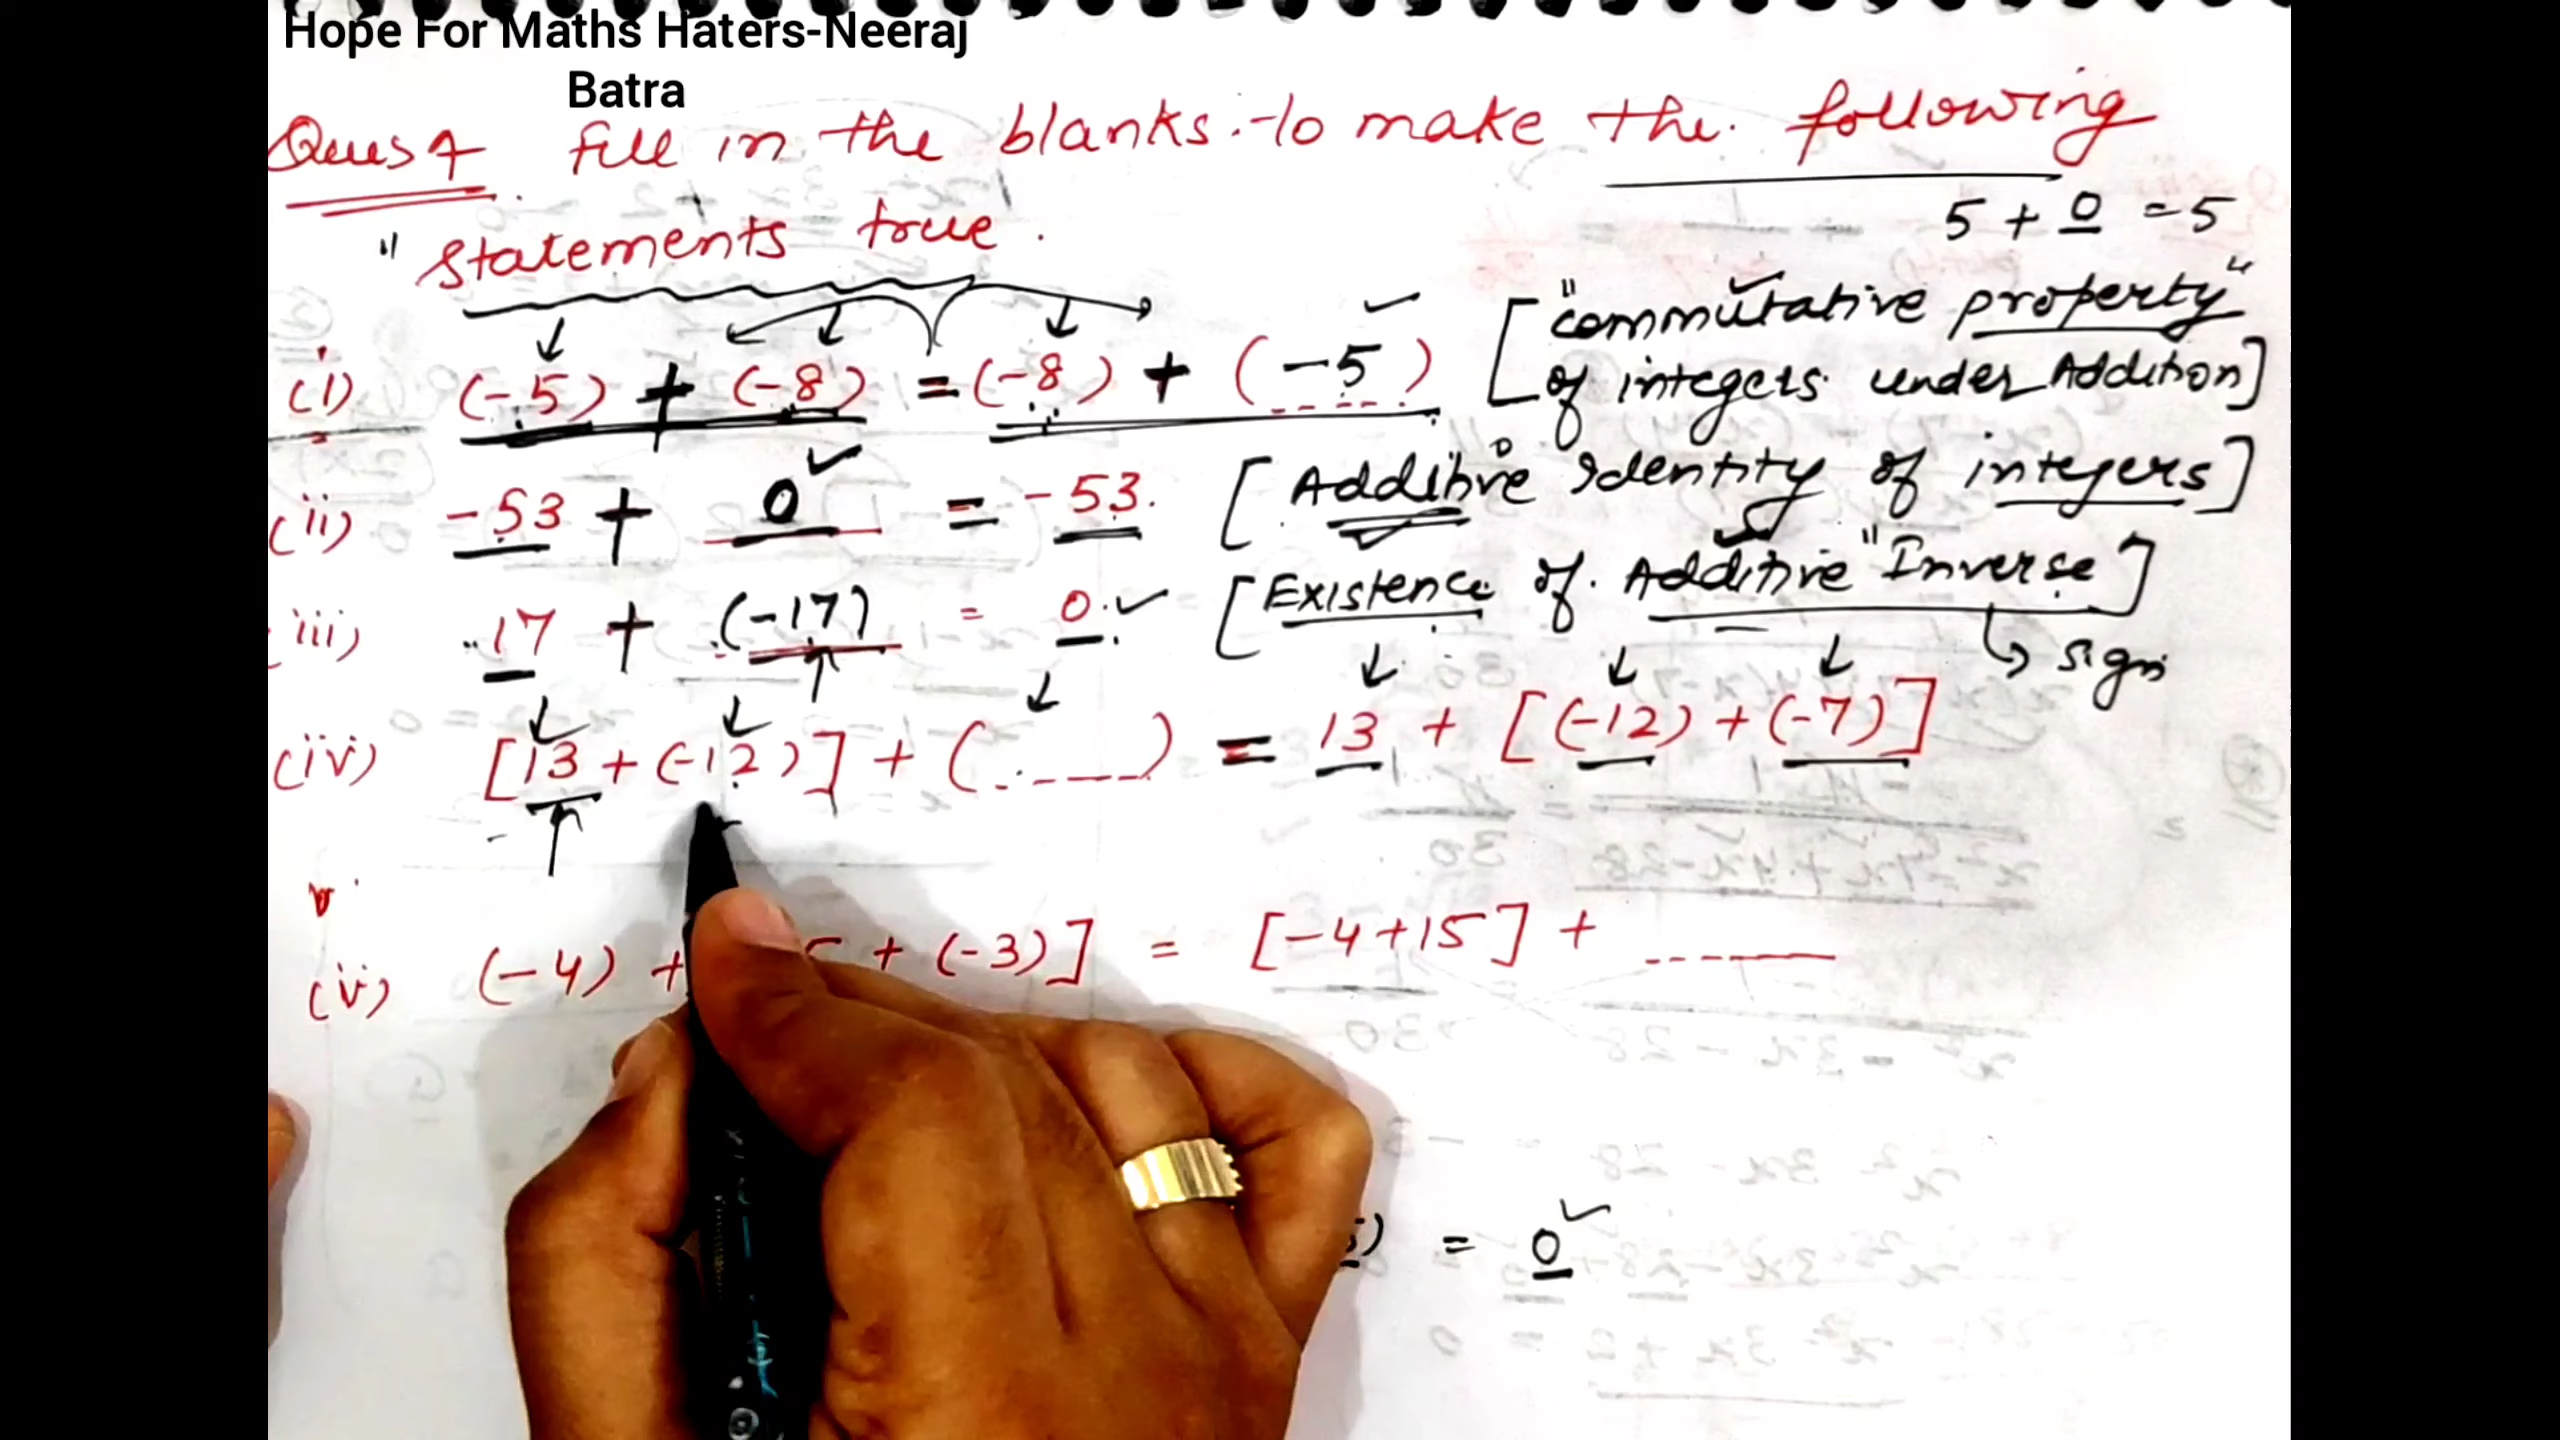 Hope For Maths Haters-Neeraj
Batra
Ques 4. Fill in the blanks to make the following
" Statements true.
5 + 0 = 5
(i) (-5) + (-8) = (-8) + (-5) ["commutative property" of integers under Addition]
(ii) -53 + 0 = -53. [Additive Identity of integers]
(iii) 17 + (-17) = 0 [Existence of Additive "Inverse]
sign
(iv) [13 + (-12)] + (____) = 13 + [(-12) + (-7)]
v
(v) (-4) + + (-3)] = [-4+15] + ____
) = 0